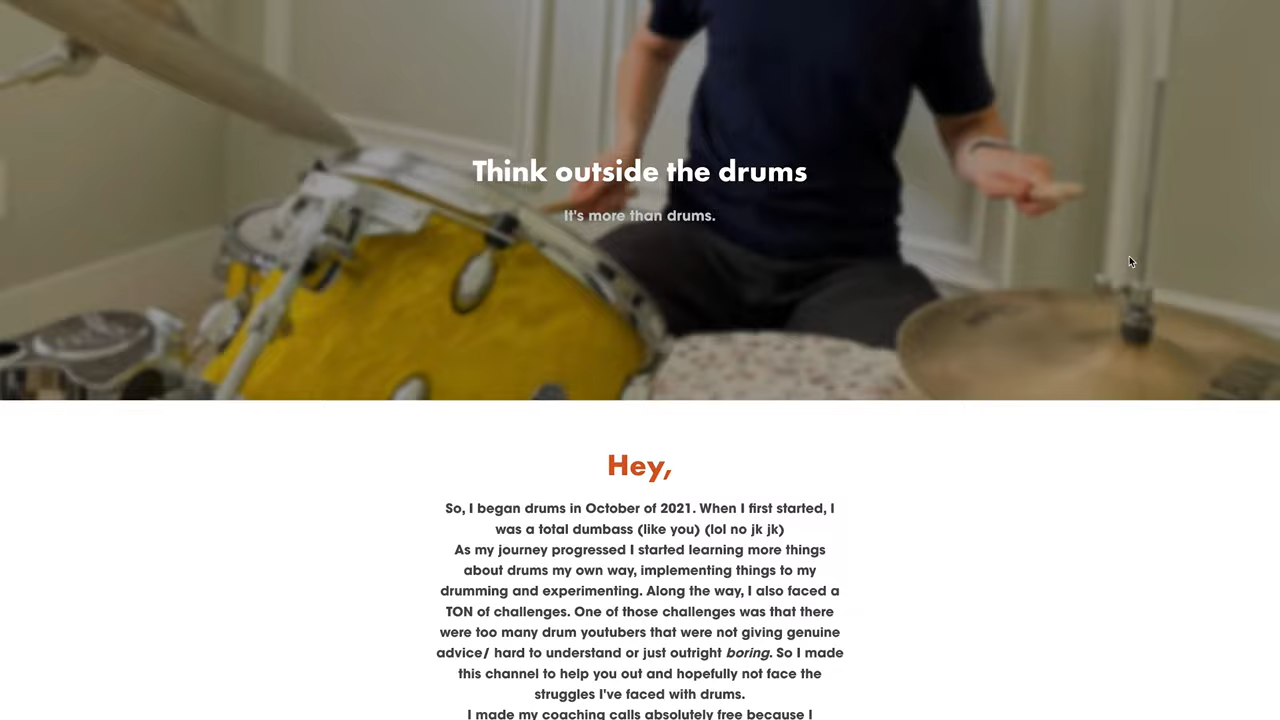 Think outside the drums
It's more than drums.
Hey,
So, I began drums in October of 2021. When I first started, I
was a total dumbass (like you) (lol no jk jk)
As my journey progressed I started learning more things
about drums my own way, implementing things to my
drumming and experimenting. Along the way, I also faced a
TON of challenges. One of those challenges was that there
were too many drum youtubers that were not giving genuine
advice/ hard to understand or just outright boring. So I made
this channel to help you out and hopefully not face the
struggles I've faced with drums.
I made my coaching calls absolutely free because I